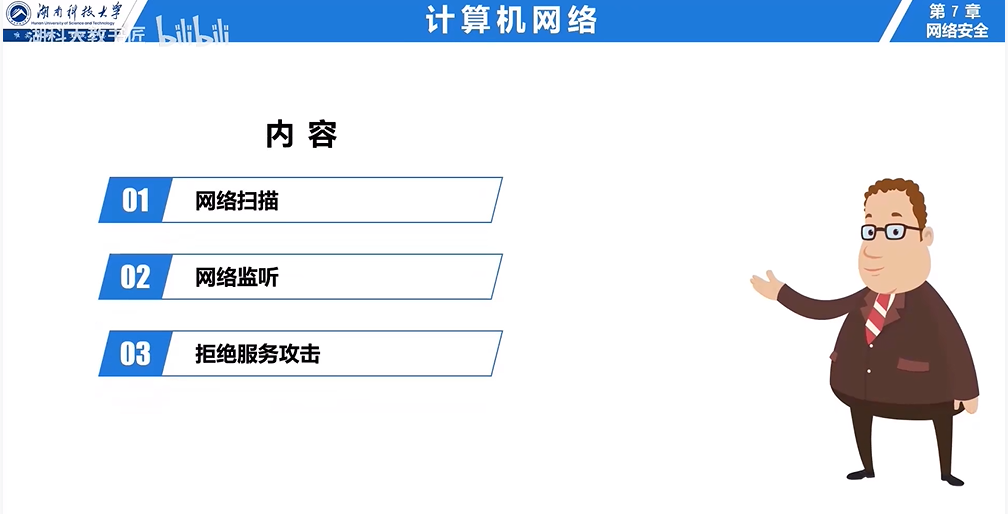 湖南科技大学
Hunan University of Science and Technology
湖科大教书匠
bilibili
计算机网络
第 7 章
网络安全
内 容
01 网络扫描
02 网络监听
03 拒绝服务攻击